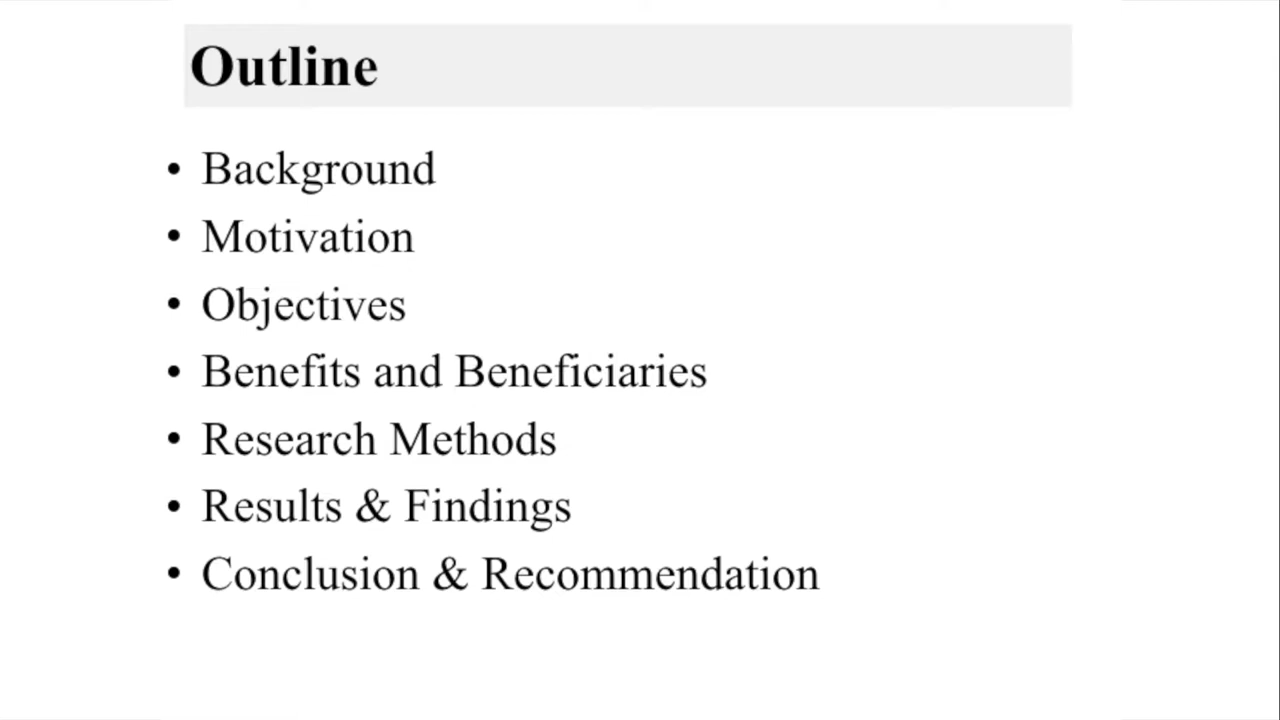 Outline
• Background
• Motivation
• Objectives
• Benefits and Beneficiaries
• Research Methods
• Results & Findings
• Conclusion & Recommendation